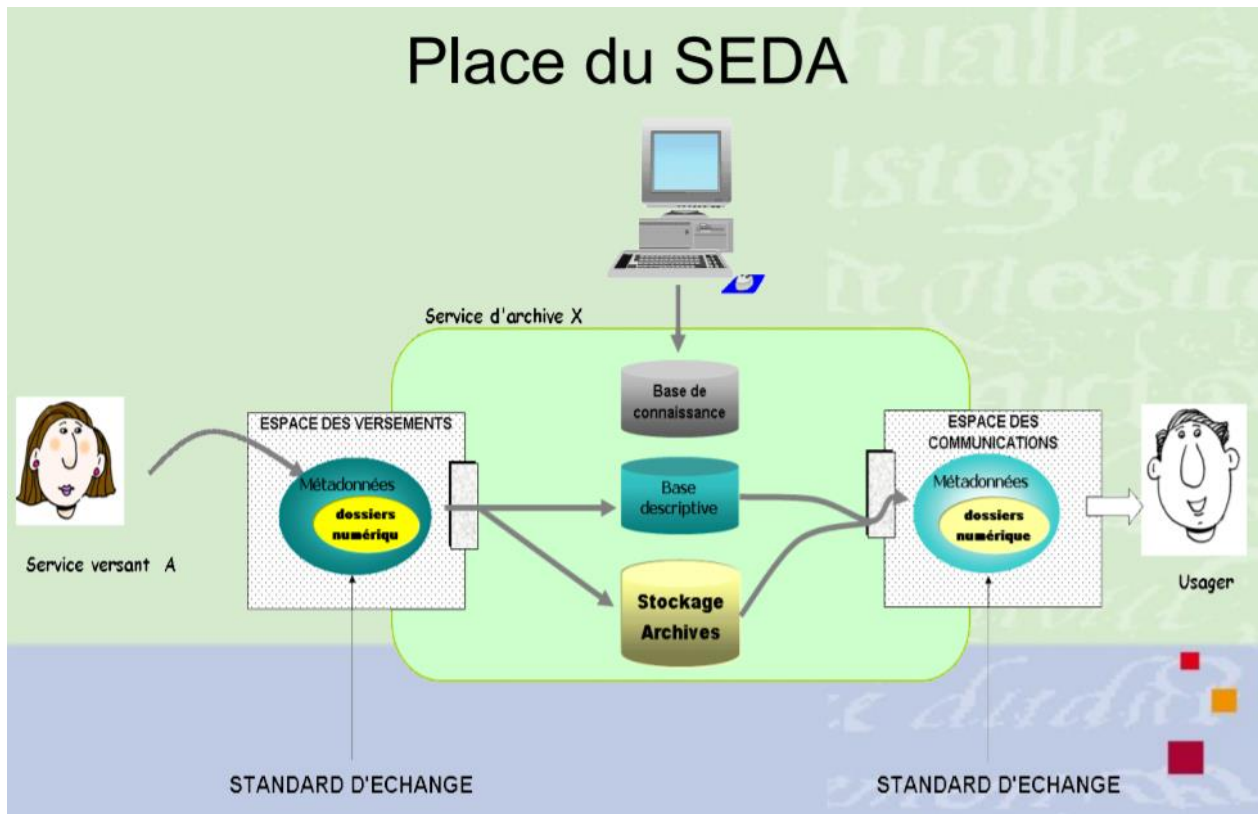 Place du SEDA
Service d'archive X
Base de
connaissance
ESPACE DES VERSEMENTS
Métadonnées
dossiers
numériqu
Service versant A
Base
descriptive
Stockage
Archives
ESPACE DES
COMMUNICATIONS
Métadonnées
dossiers
numérique
Usager
STANDARD D'ECHANGE
STANDARD D'ECHANGE